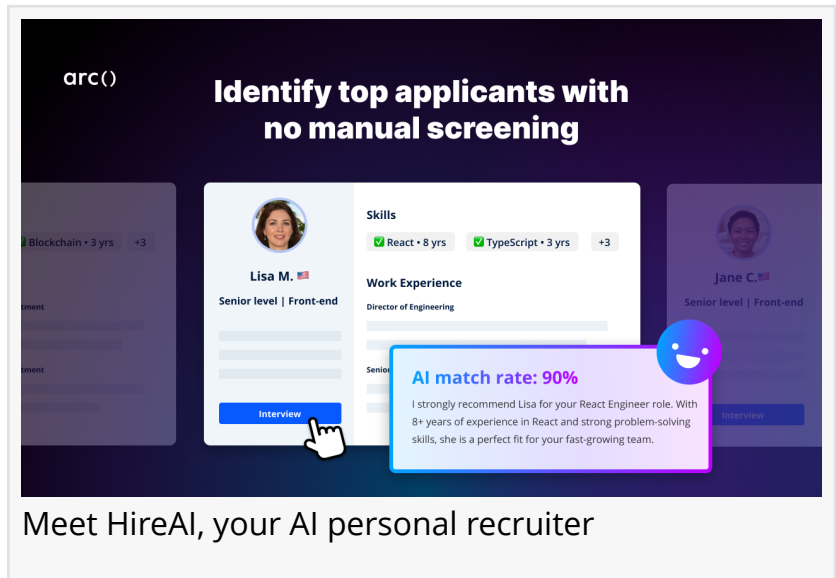 arc()
Identify top applicants with
no manual screening
Blockchain • 3 yrs +3
tment
tment
Lisa M.
Senior level | Front-end
Interview
Skills
React • 8 yrs TypeScript • 3 yrs +3
Work Experience
Director of Engineering
Senior
AI match rate: 90%
I strongly recommend Lisa for your React Engineer role. With
8+ years of experience in React and strong problem-solving
skills, she is a perfect fit for your fast-growing team.
Jane C.
Senior level | Front-end
Interview
Meet HireAI, your AI personal recruiter